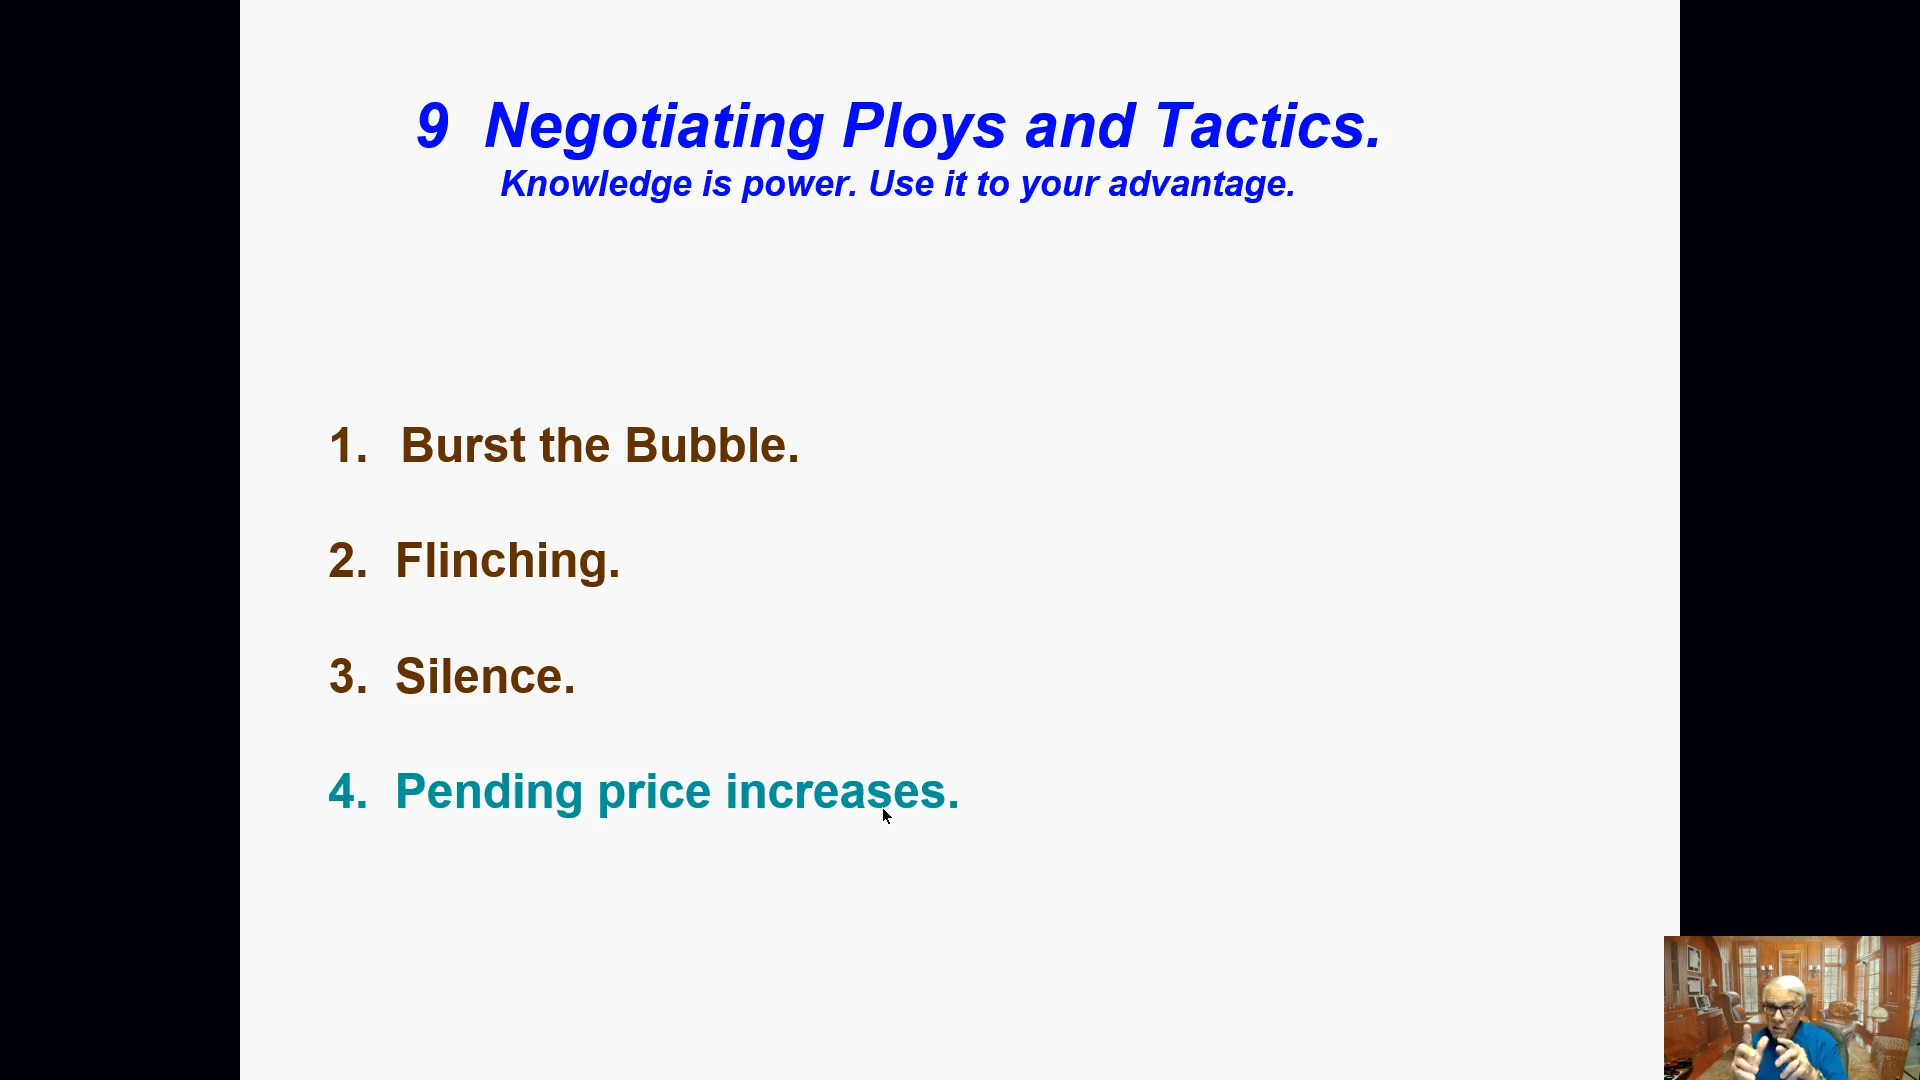 9 Negotiating Ploys and Tactics.
Knowledge is power. Use it to your advantage.
1. Burst the Bubble.
2. Flinching.
3. Silence.
4. Pending price increases.